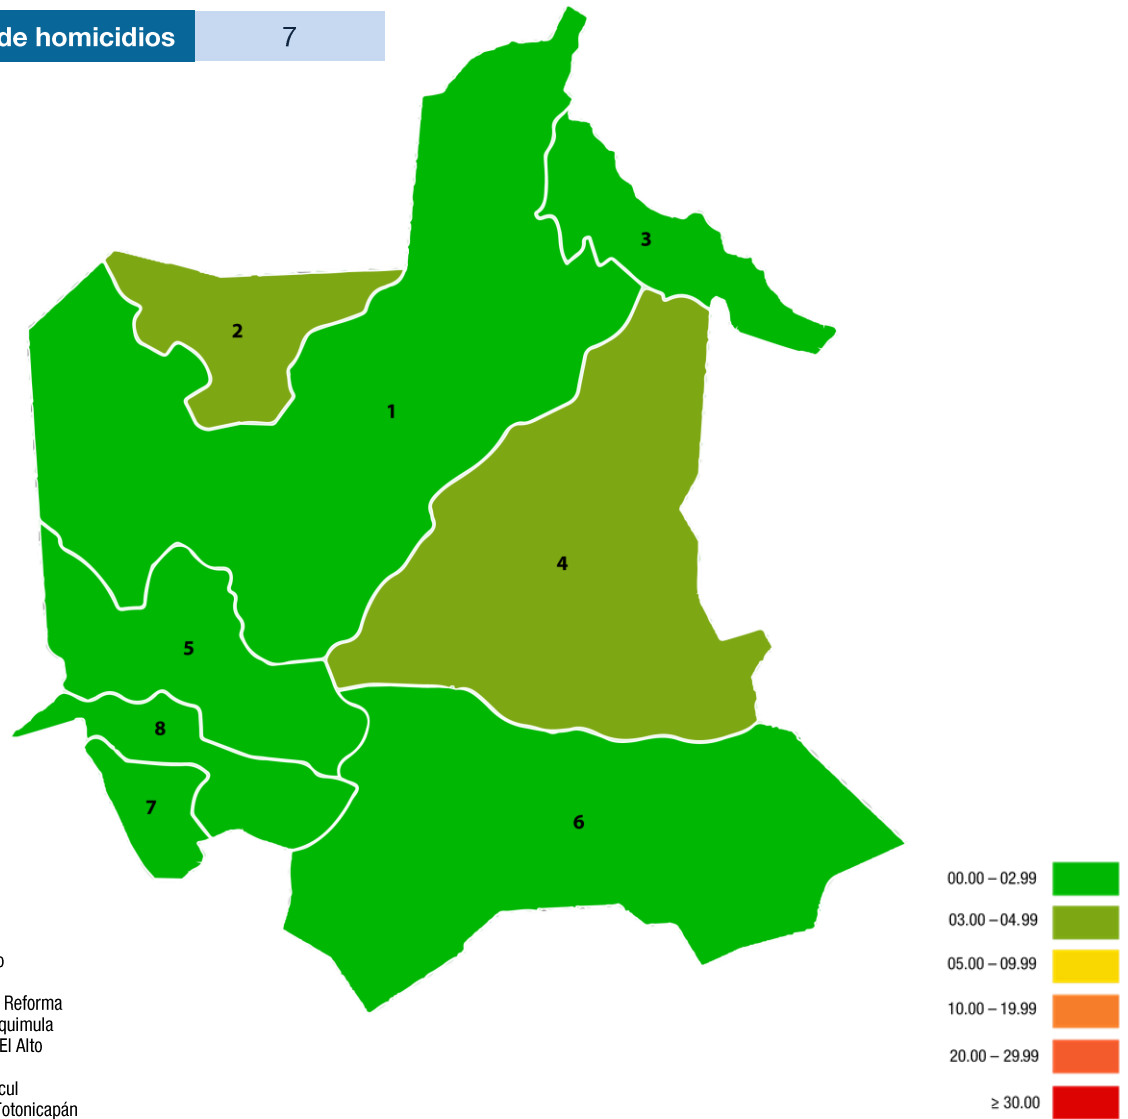 de homicidios 7
3
2
1
4
5
8
7
6
00.00 – 02.99
03.00 – 04.99
05.00 – 09.99
10.00 – 19.99
20.00 – 29.99
≥ 30.00
o
Reforma
quimula
El Alto
cul
Totonicapán